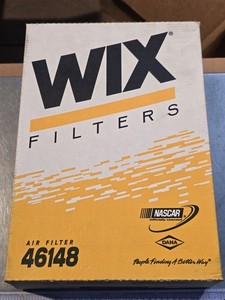 WIX®
FILTERS
NASCAR
DANA
AIR FILTER
46148
People Finding A Better Way®